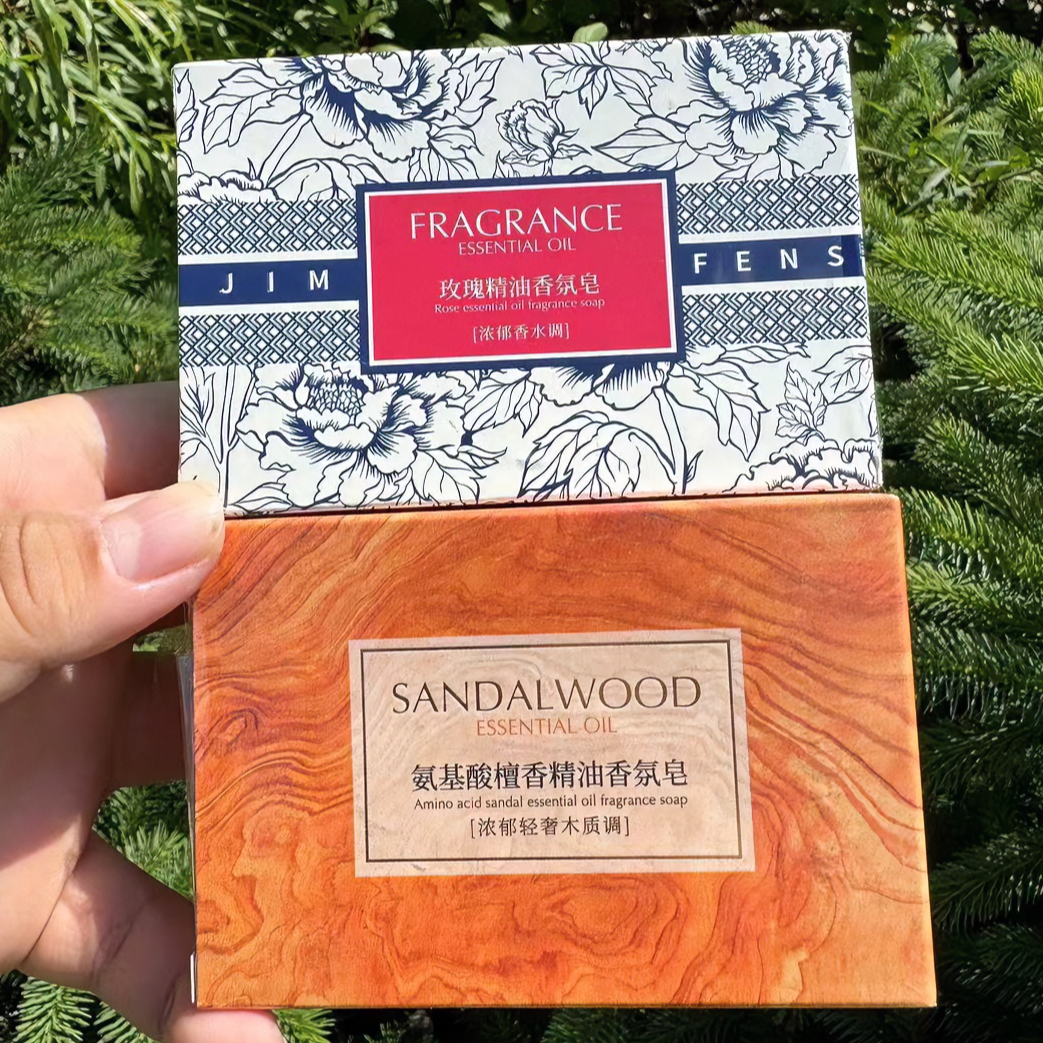 FRAGRANCE
ESSENTIAL OIL
JIM FENS
玫瑰精油香氛皂
Rose essential oil fragrance soap
[浓郁香水调]
SANDALWOOD
ESSENTIAL OIL
氨基酸檀香精油香氛皂
Amino acid sandal essential oil fragrance soap
[浓郁轻奢木质调]